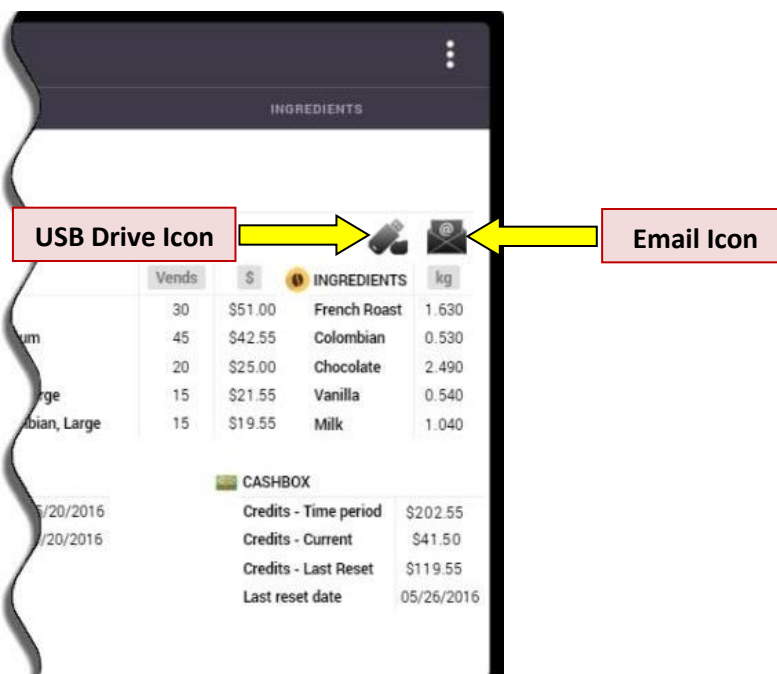 INGREDIENTS
USB Drive Icon
@
Email Icon
Vends $ INGREDIENTS kg
30 $51.00 French Roast 1.630
um 45 $42.55 Colombian 0.530
20 $25.00 Chocolate 2.490
rge 15 $21.55 Vanilla 0.540
bian, Large 15 $19.55 Milk 1.040
CASHBOX
5/20/2016 Credits - Time period $202.55
/20/2016 Credits - Current $41.50
Credits - Last Reset $119.55
Last reset date 05/26/2016